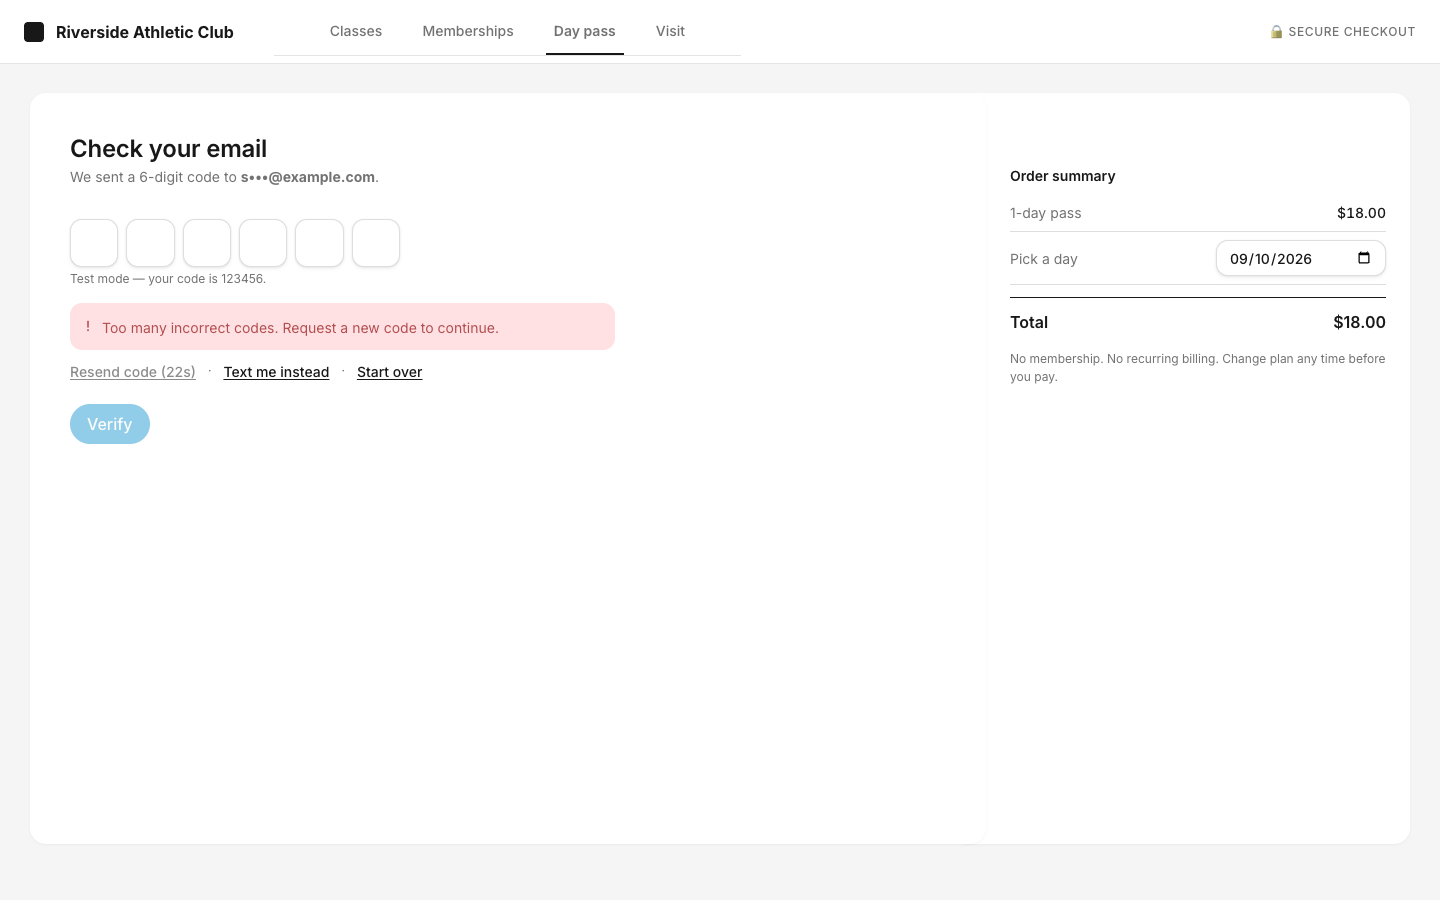 Riverside Athletic Club
Classes
Memberships
Day pass
Visit
🔒 SECURE CHECKOUT
Check your email
We sent a 6-digit code to s•••@example.com.
Test mode — your code is 123456.
! Too many incorrect codes. Request a new code to continue.
Resend code (22s) · Text me instead · Start over
Verify
Order summary
1-day pass $18.00
Pick a day 09/10/2026
Total $18.00
No membership. No recurring billing. Change plan any time before
you pay.